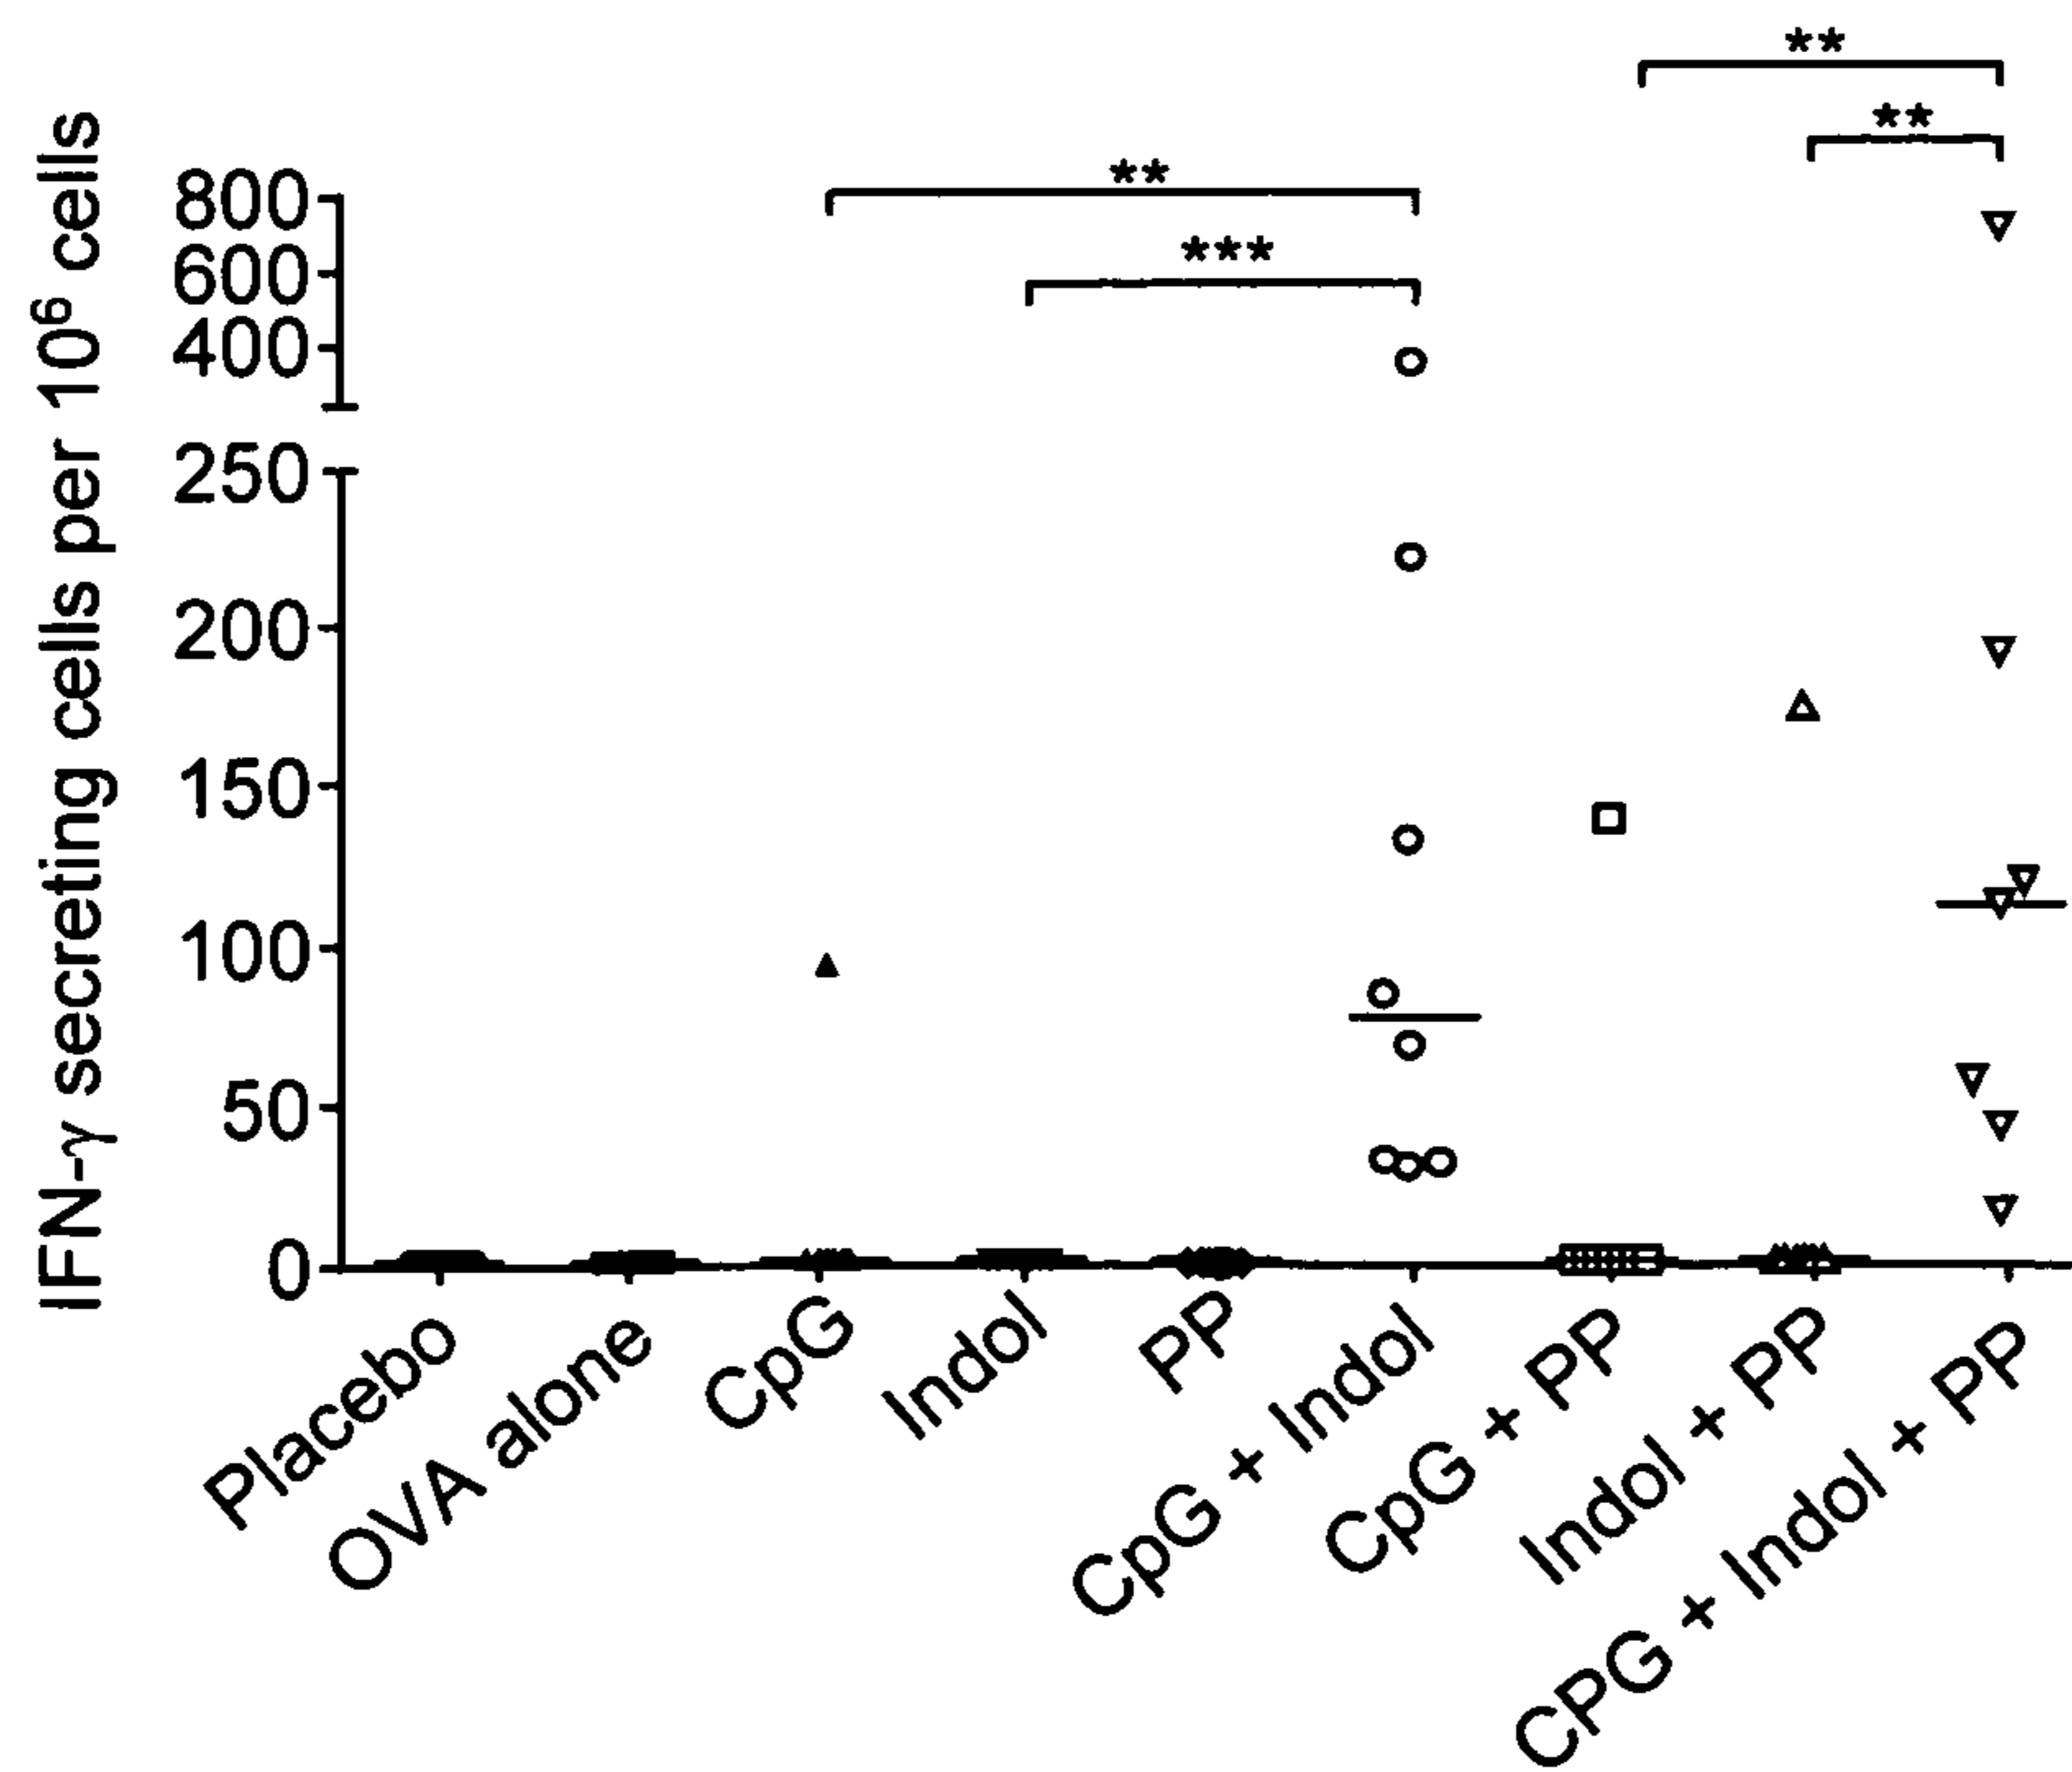 **
**
**
***
IFN-γ secreting cells per 10⁶ cells
800
600
400
250
200
150
100
50
0
Placebo
OVA alone
CpG
Indol
PP
CpG + Indol
CpG + PP
Indol + PP
CPG + Indol + PP